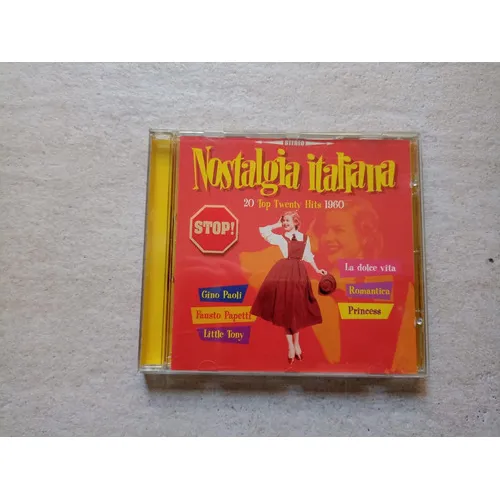 STEREO
Nostalgia italiana
20 Top Twenty Hits 1960
STOP!
La dolce vita
Gino Paoli
Romantica
Fausto Papetti
Princess
Little Tony